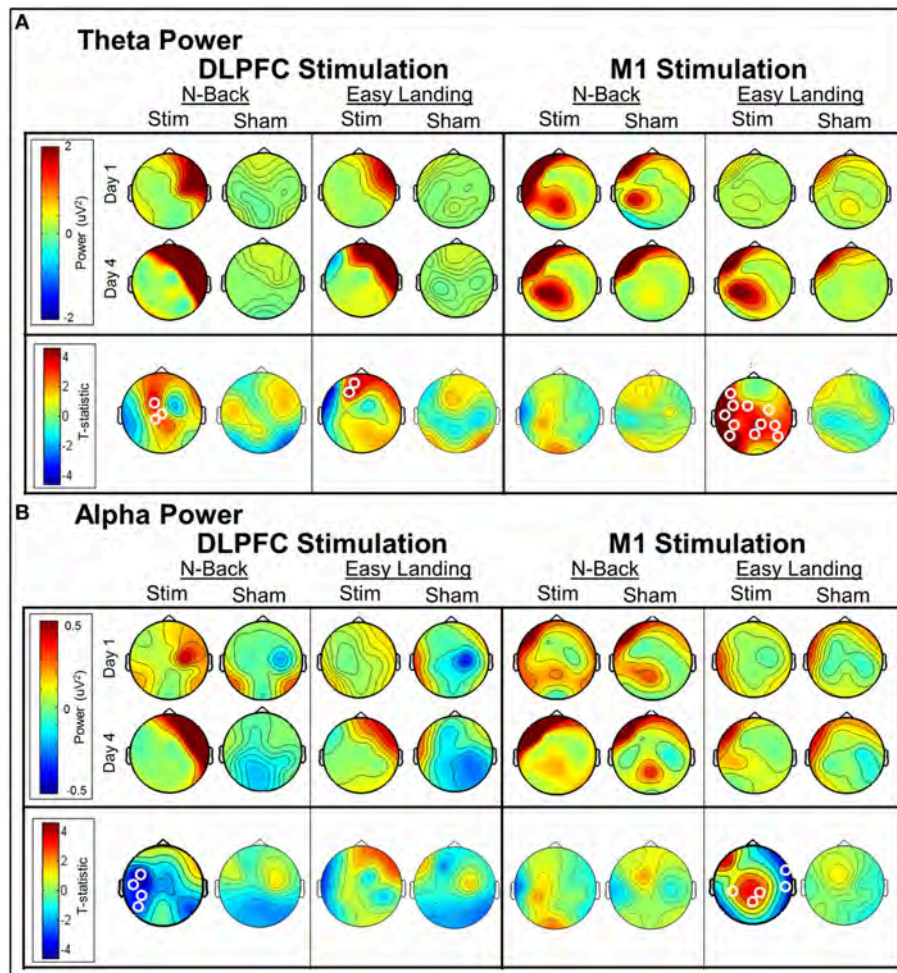 A
Theta Power
DLPFC Stimulation M1 Stimulation
N-Back Easy Landing N-Back Easy Landing
Stim Sham Stim Sham Stim Sham Stim Sham
2
0
-2
Power (uV²)
Day 1
Day 4
4
2
0
-2
-4
T-statistic
B
Alpha Power
DLPFC Stimulation M1 Stimulation
N-Back Easy Landing N-Back Easy Landing
Stim Sham Stim Sham Stim Sham Stim Sham
0.5
0
-0.5
Power (uV²)
Day 1
Day 4
4
2
0
-2
-4
T-statistic